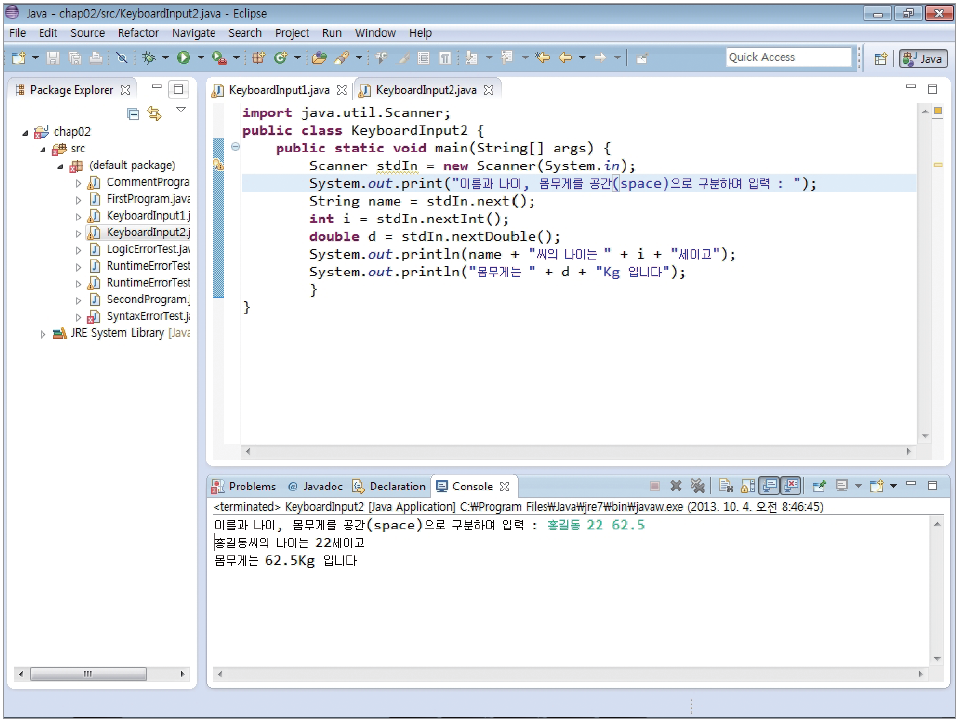 Java - chap02/src/KeyboardInput2.java - Eclipse
File Edit Source Refactor Navigate Search Project Run Window Help
Quick Access
Java
Package Explorer
chap02
src
(default package)
CommentProgra
FirstProgram.java
KeyboardInput1.j
KeyboardInput2.j
LogicErrorTest.jav
RuntimeErrorTest
RuntimeErrorTest
SecondProgram.
SyntaxErrorTest.ja
JRE System Library [Java
KeyboardInput1.java KeyboardInput2.java
import java.util.Scanner;
public class KeyboardInput2 {
public static void main(String[] args) {
Scanner stdIn = new Scanner(System.in);
System.out.print("이름과 나이, 몸무게를 공간(space)으로 구분하여 입력 : ");
String name = stdIn.next();
int i = stdIn.nextInt();
double d = stdIn.nextDouble();
System.out.println(name + "씨의 나이는 " + i + "세이고");
System.out.println("몸무게는 " + d + "Kg 입니다");
}
}
Problems @ Javadoc Declaration Console
<terminated> KeyboardInput2 [Java Application] C:₩Program Files₩Java₩jre7₩bin₩javaw.exe (2013. 10. 4. 오전 8:46:45)
이름과 나이, 몸무게를 공간(space)으로 구분하여 입력 : 홍길동 22 62.5
홍길동씨의 나이는 22세이고
몸무게는 62.5Kg 입니다